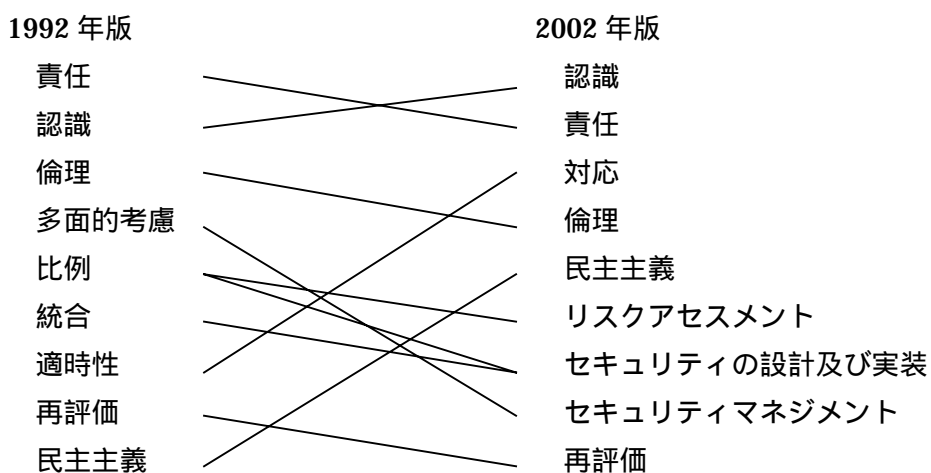 1992 年版
責任
認識
倫理
多面的考慮
比例
統合
適時性
再評価
民主主義
2002 年版
認識
責任
対応
倫理
民主主義
リスクアセスメント
セキュリティの設計及び実装
セキュリティマネジメント
再評価